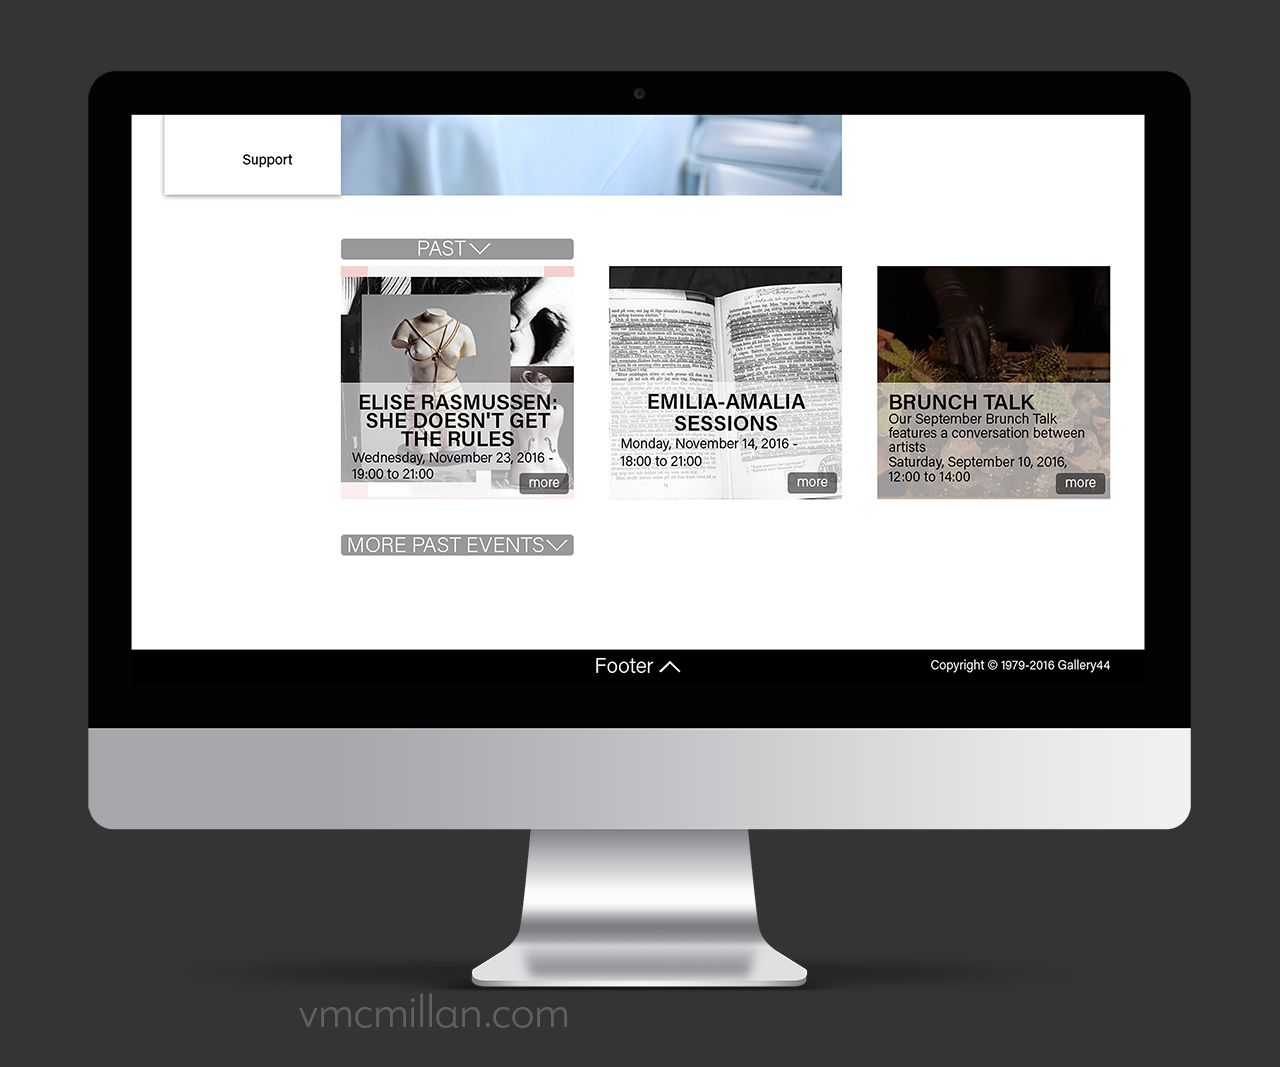 Support
PAST
ELISE RASMUSSEN:
SHE DOESN'T GET
THE RULES
Wednesday, November 23, 2016 -
19:00 to 21:00
more
EMILIA-AMALIA
SESSIONS
Monday, November 14, 2016 -
18:00 to 21:00
more
BRUNCH TALK
Our September Brunch Talk
features a conversation between
artists
Saturday, September 10, 2016,
12:00 to 14:00
more
MORE PAST EVENTS
Footer
Copyright © 1979-2016 Gallery44
vmcmillan.com